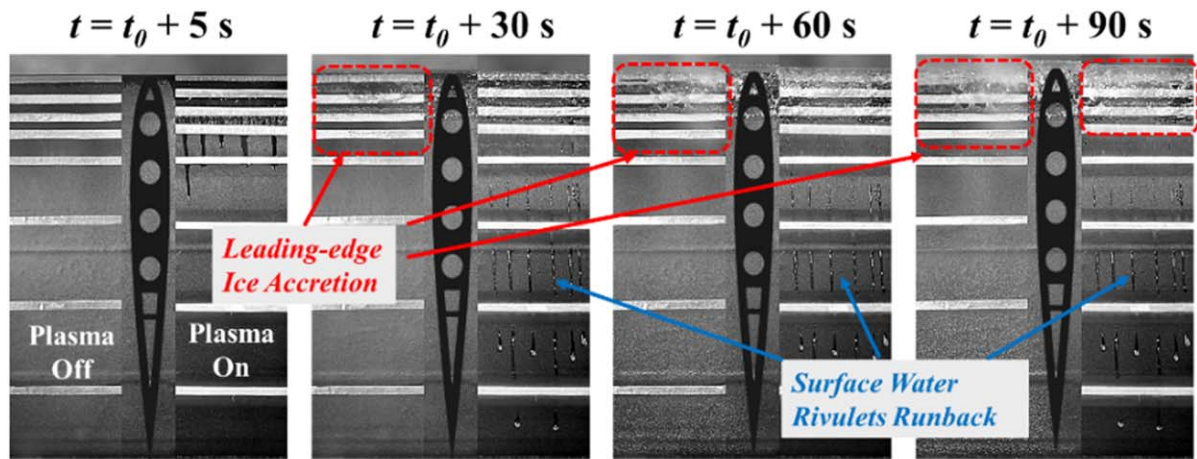 t = t0 + 5 s
t = t0 + 30 s
t = t0 + 60 s
t = t0 + 90 s
Leading-edge
Ice Accretion
Plasma
Off
Plasma
On
Surface Water
Rivulets Runback